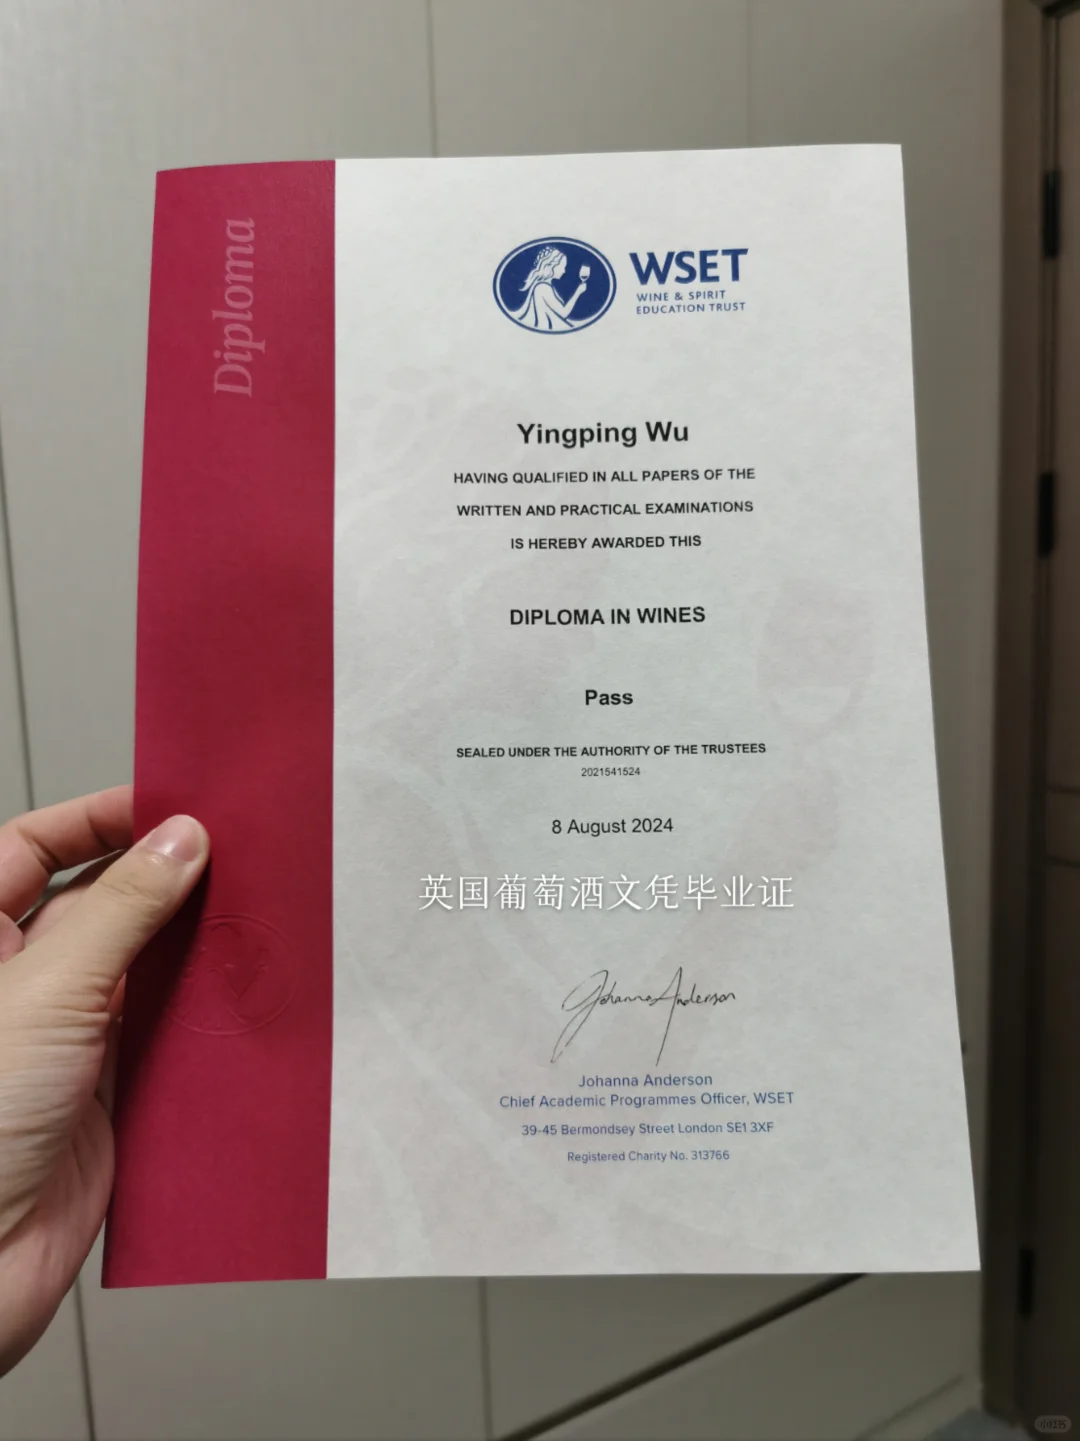 Diploma
WSET
WINE & SPIRIT
EDUCATION TRUST
Yingping Wu
HAVING QUALIFIED IN ALL PAPERS OF THE
WRITTEN AND PRACTICAL EXAMINATIONS
IS HEREBY AWARDED THIS
DIPLOMA IN WINES
Pass
SEALED UNDER THE AUTHORITY OF THE TRUSTEES
2021541524
8 August 2024
英国葡萄酒文凭毕业证
Johanna Anderson
Johanna Anderson
Chief Academic Programmes Officer, WSET
39-45 Bermondsey Street London SE1 3XF
Registered Charity No. 313766
小红书